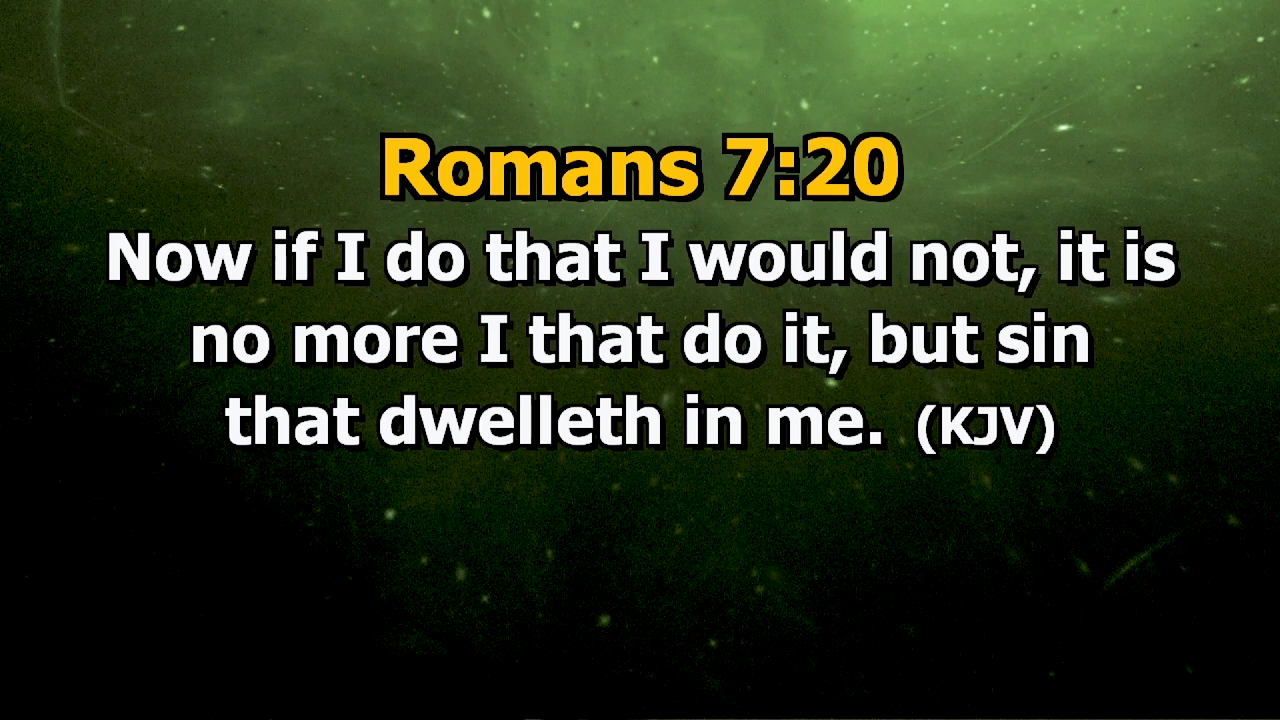 Romans 7:20
Now if I do that I would not, it is
no more I that do it, but sin
that dwelleth in me. (KJV)